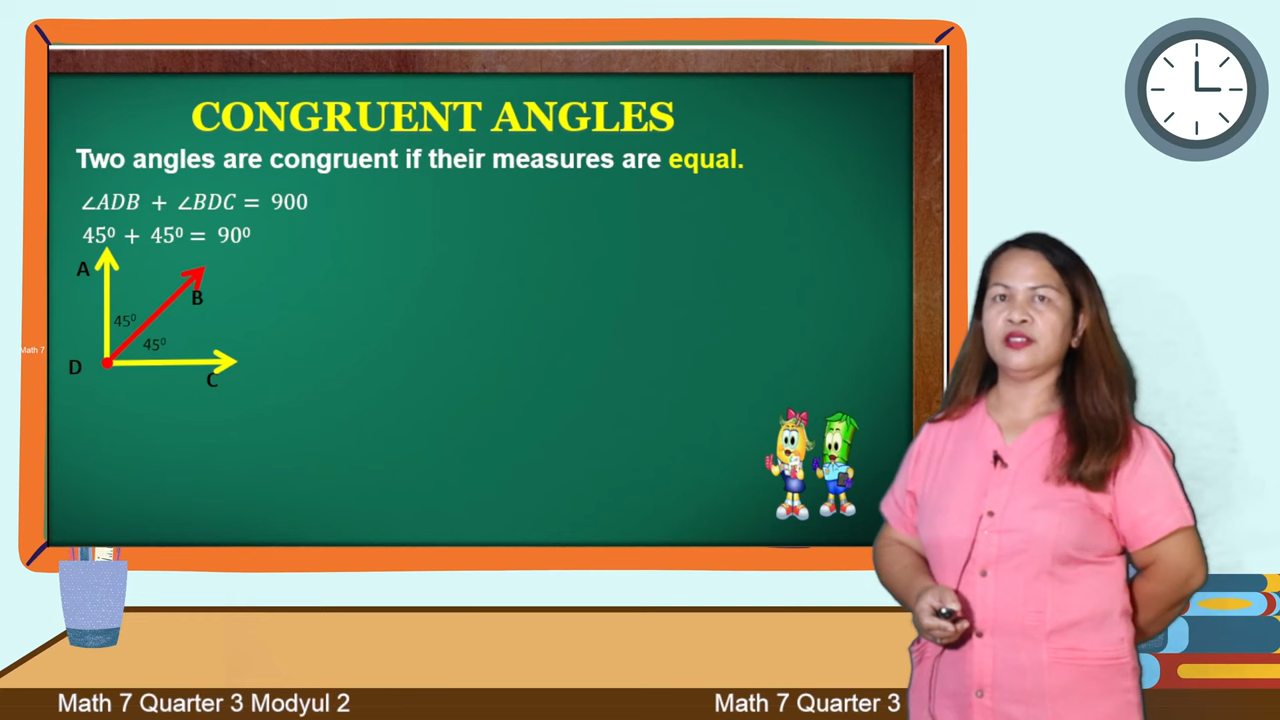 CONGRUENT ANGLES
Two angles are congruent if their measures are equal.
∠ADB + ∠BDC = 900
45⁰ + 45⁰ = 90⁰
A
B
45⁰
45⁰
D
C
Math 7
Math 7 Quarter 3 Modyul 2
Math 7 Quarter 3